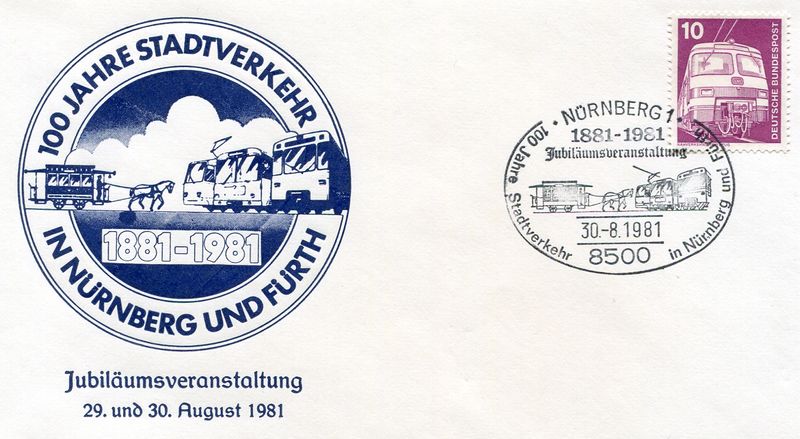 100 JAHRE STADTVERKEHR
1881-1981
IN NÜRNBERG UND FÜRTH
Jubiläumsveranstaltung
29. und 30. August 1981
10
DEUTSCHE BUNDESPOST
• NÜRNBERG 1 •
1881-1981
Jubiläumsveranstaltung
30.-8.1981
8500
100 Jahre Stadtverkehr in Nürnberg und Fürth